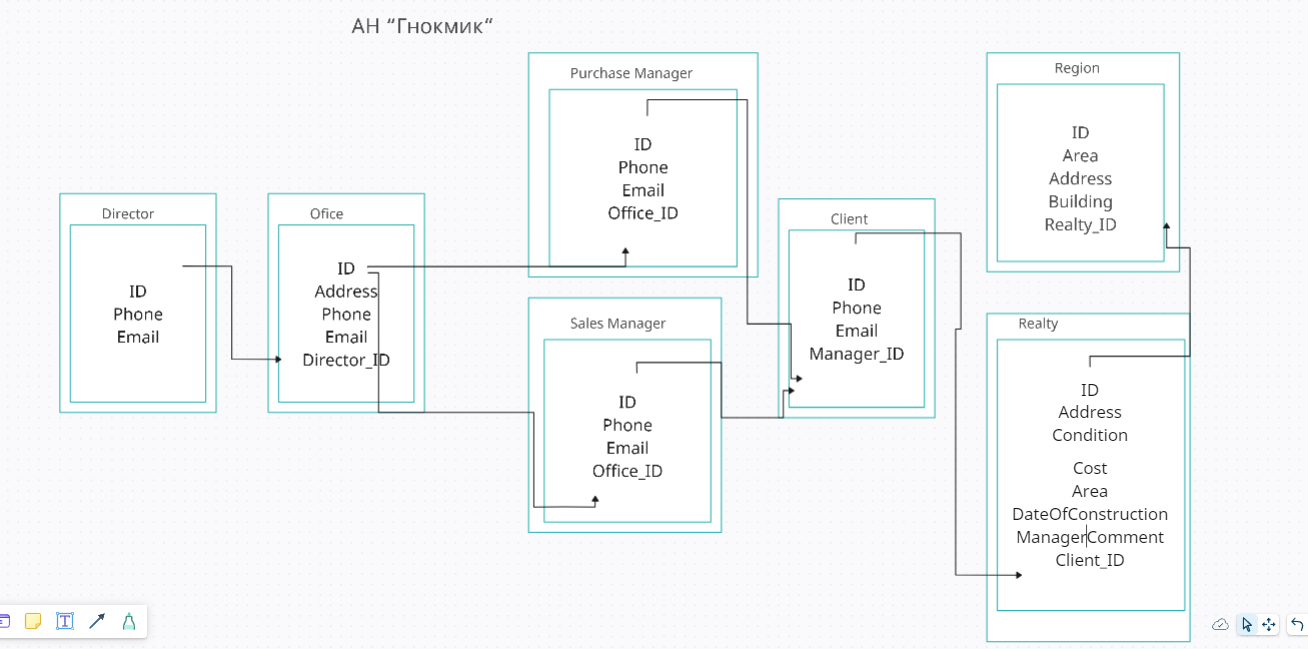 АН “Гнокмик“
Director
ID
Phone
Email
Ofice
ID
Address
Phone
Email
Director_ID
Purchase Manager
ID
Phone
Email
Office_ID
Sales Manager
ID
Phone
Email
Office_ID
Client
ID
Phone
Email
Manager_ID
Region
ID
Area
Address
Building
Realty_ID
Realty
ID
Address
Condition
Cost
Area
DateOfConstruction
ManagerComment
Client_ID
T